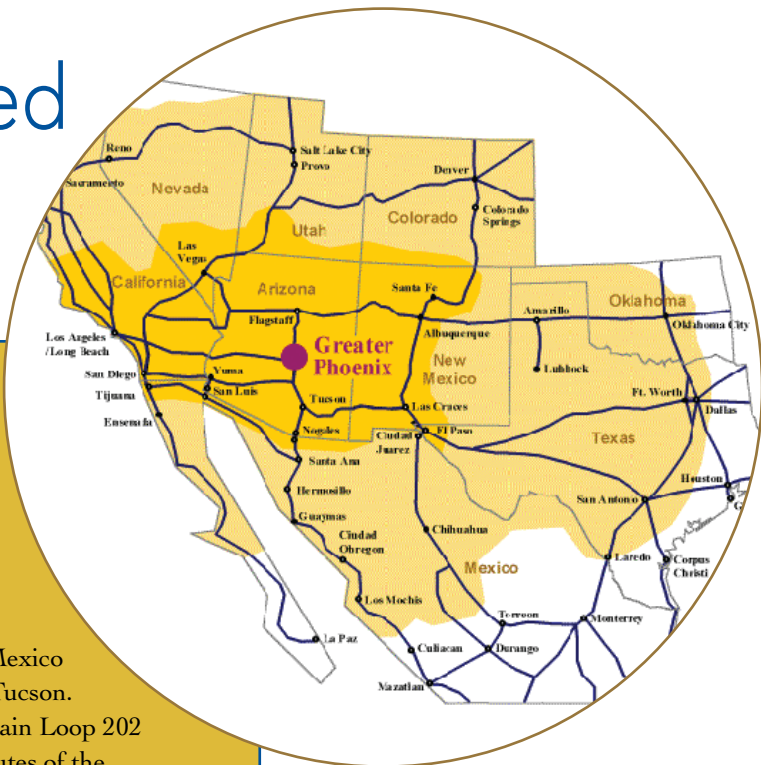 ed
Reno
Salt Lake City
Provo
Sacramento
Nevada
Denver
Utah
Colorado
Colorado
Springs
Las
Vegas
California
Arizona
Santa Fe
Oklahoma
Flagstaff
Amarillo
Albuquerque
Oklahoma City
Los Angeles
/Long Beach
Greater
Phoenix
New
Mexico
Lubbock
San Diego
Yuma
Tijuana
San Luis
Tucson
Las Cruces
Ft. Worth
Dallas
Ensenada
Nogales
Ciudad
Juarez
El Paso
Texas
Santa Ana
Houston
Hermosillo
San Antonio
G
Guaymas
Ciudad
Obregon
Chihuahua
Mexico
Laredo
Corpus
Christi
Los Mochis
Torreon
Monterrey
La Paz
Culiacan
Durango
Mazatlan
Mexico
Tucson.
ain Loop 202
utes of the